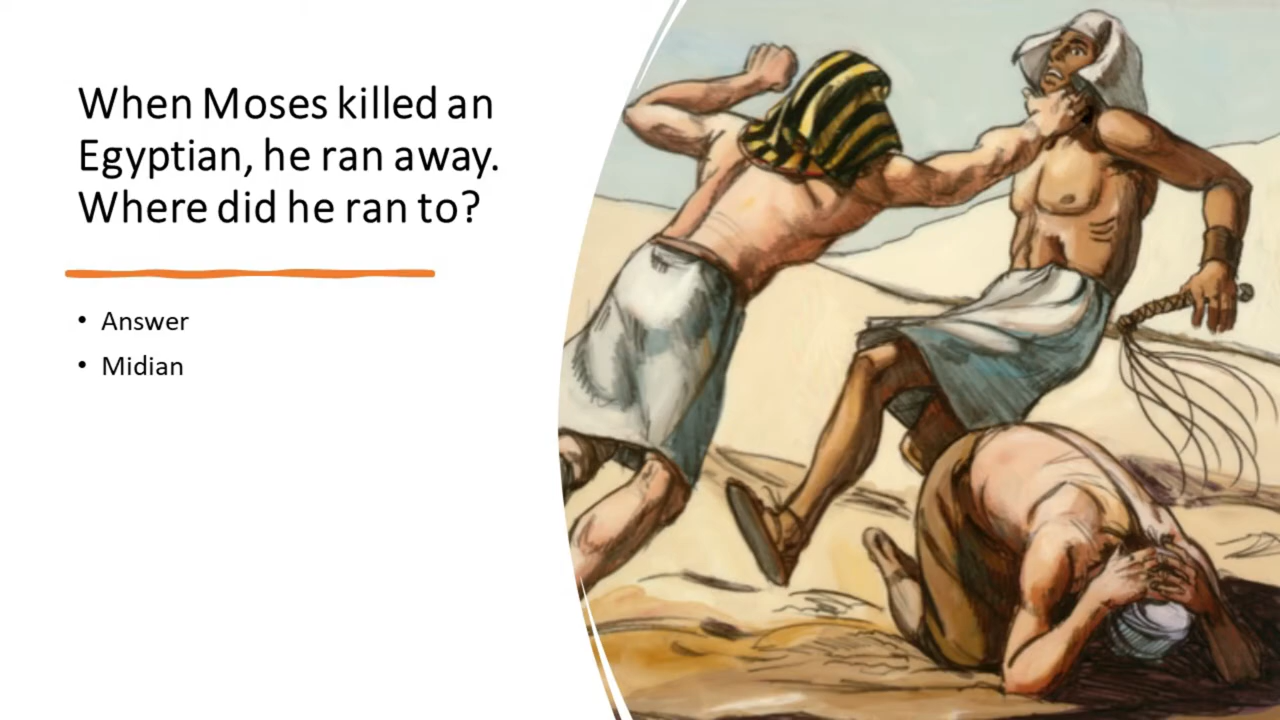 When Moses killed an
Egyptian, he ran away.
Where did he ran to?
• Answer
• Midian